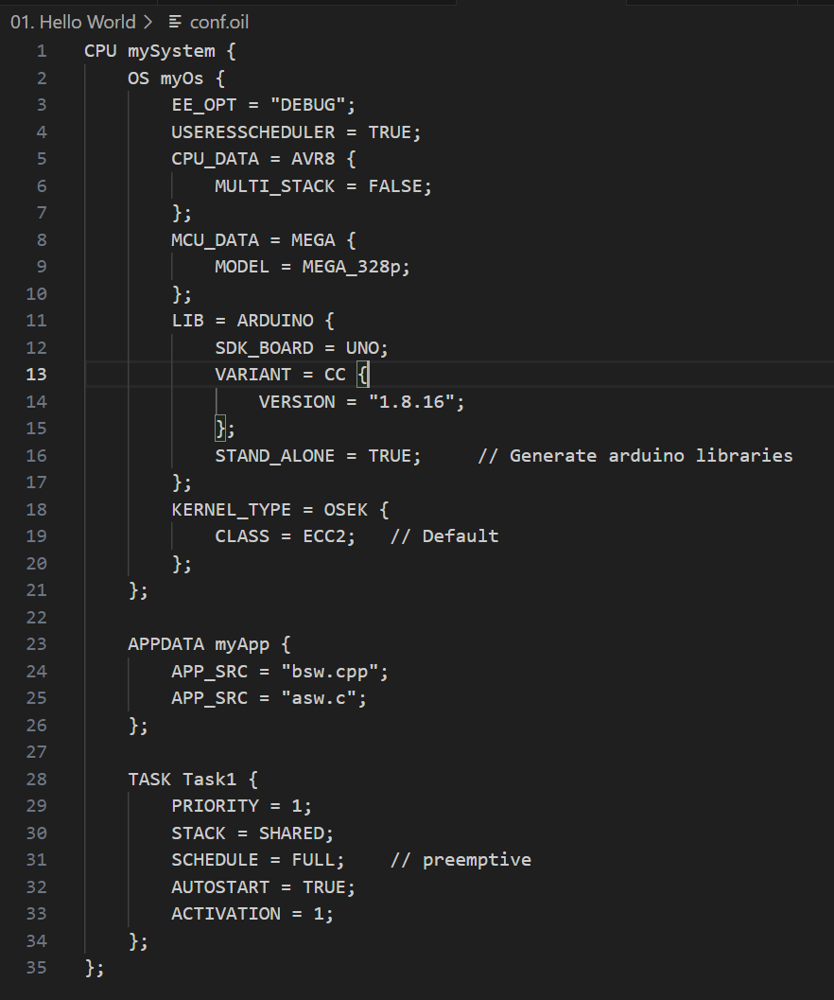 01. Hello World > conf.oil
1 CPU mySystem {
2 OS myOs {
3 EE_OPT = "DEBUG";
4 USERESSCHEDULER = TRUE;
5 CPU_DATA = AVR8 {
6 MULTI_STACK = FALSE;
7 };
8 MCU_DATA = MEGA {
9 MODEL = MEGA_328p;
10 };
11 LIB = ARDUINO {
12 SDK_BOARD = UNO;
13 VARIANT = CC {
14 VERSION = "1.8.16";
15 };
16 STAND_ALONE = TRUE; // Generate arduino libraries
17 };
18 KERNEL_TYPE = OSEK {
19 CLASS = ECC2; // Default
20 };
21 };
22
23 APPDATA myApp {
24 APP_SRC = "bsw.cpp";
25 APP_SRC = "asw.c";
26 };
27
28 TASK Task1 {
29 PRIORITY = 1;
30 STACK = SHARED;
31 SCHEDULE = FULL; // preemptive
32 AUTOSTART = TRUE;
33 ACTIVATION = 1;
34 };
35 };